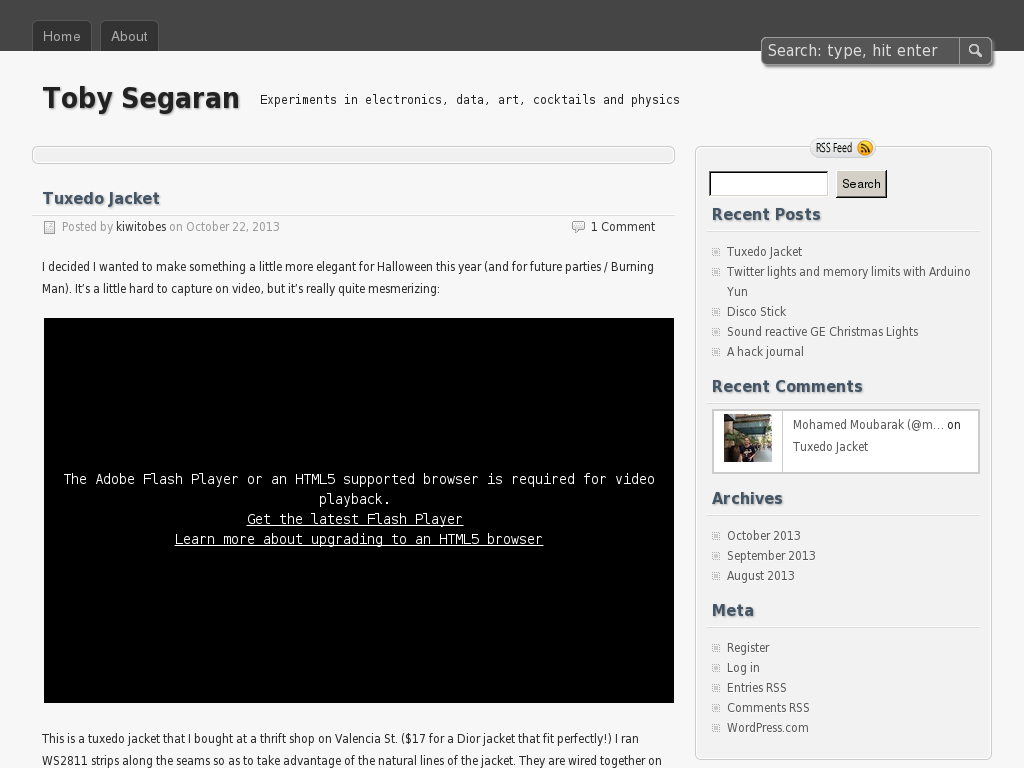 Home
About
Search: type, hit enter
Toby Segaran
Experiments in electronics, data, art, cocktails and physics
Tuxedo Jacket
Posted by kiwitobes on October 22, 2013
1 Comment
I decided I wanted to make something a little more elegant for Halloween this year (and for future parties / Burning
Man). It's a little hard to capture on video, but it's really quite mesmerizing:
The Adobe Flash Player or an HTML5 supported browser is required for video
playback.
Get the latest Flash Player
Learn more about upgrading to an HTML5 browser
This is a tuxedo jacket that I bought at a thrift shop on Valencia St. ($17 for a Dior jacket that fit perfectly!) I ran
WS2811 strips along the seams so as to take advantage of the natural lines of the jacket. They are wired together on
RSS Feed
Search
Recent Posts
Tuxedo Jacket
Twitter lights and memory limits with Arduino
Yun
Disco Stick
Sound reactive GE Christmas Lights
A hack journal
Recent Comments
Mohamed Moubarak (@m... on
Tuxedo Jacket
Archives
October 2013
September 2013
August 2013
Meta
Register
Log in
Entries RSS
Comments RSS
WordPress.com